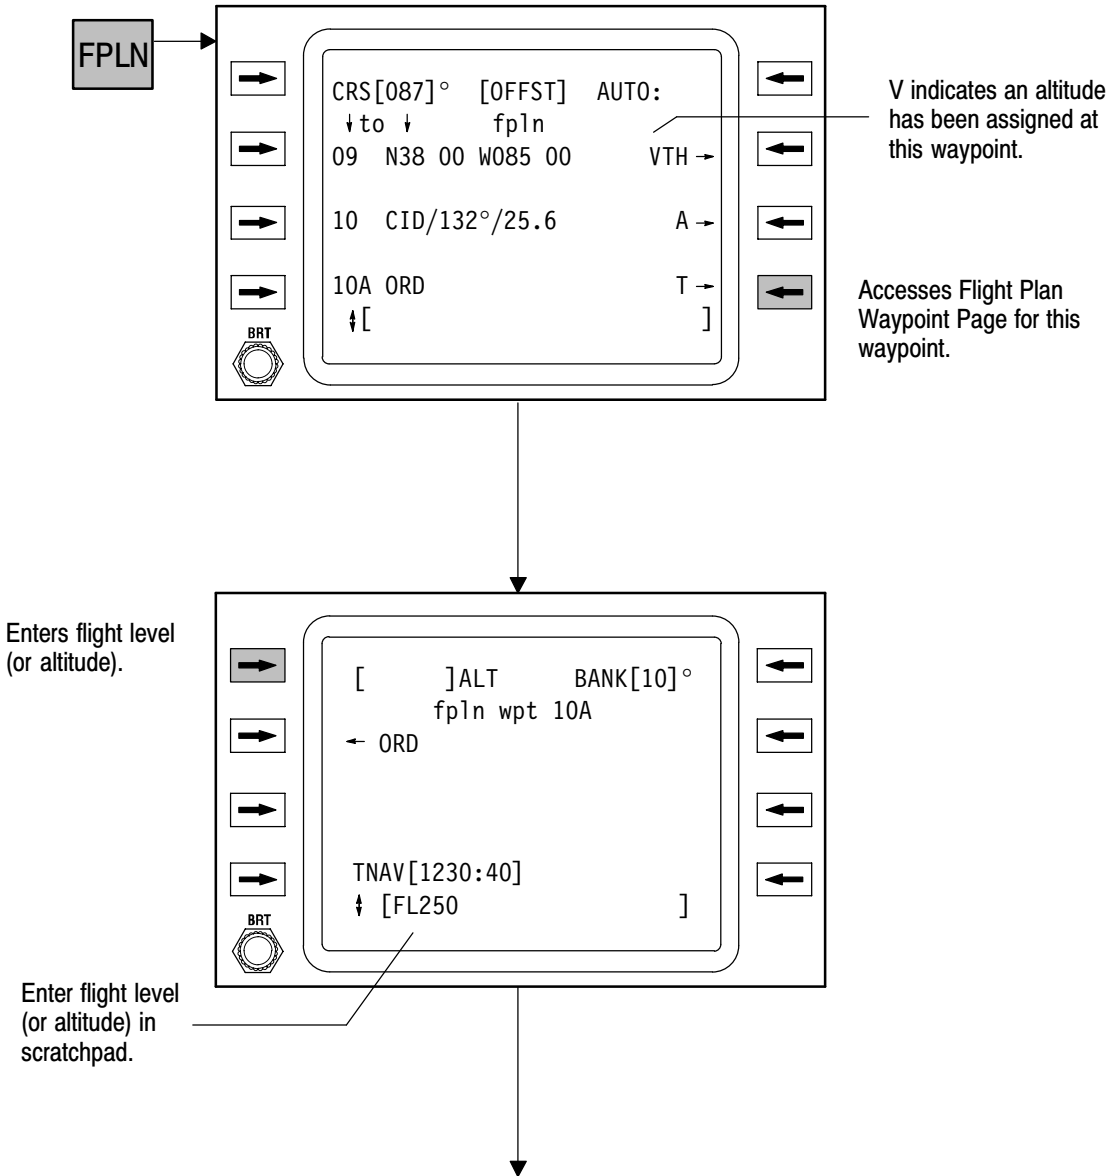 FPLN
CRS[087]° [OFFST] AUTO:
↓to ↓ fpln
09 N38 00 W085 00 VTH→
10 CID/132°/25.6 A→
10A ORD T→
↕[ ]
BRT
V indicates an altitude
has been assigned at
this waypoint.
Accesses Flight Plan
Waypoint Page for this
waypoint.
Enters flight level
(or altitude).
[ ]ALT BANK[10]°
fpln wpt 10A
← ORD
TNAV[1230:40]
↕ [FL250 ]
BRT
Enter flight level
(or altitude) in
scratchpad.